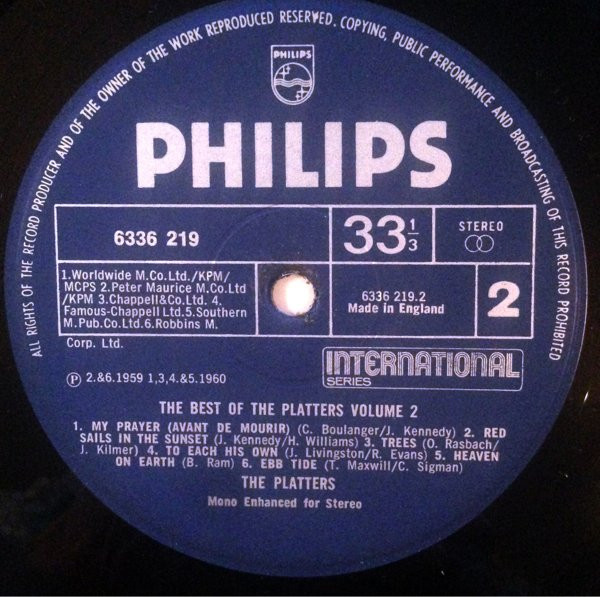 ALL RIGHTS OF THE RECORD PRODUCER AND OF THE OWNER OF THE WORK REPRODUCED RESERVED. COPYING, PUBLIC PERFORMANCE AND BROADCASTING OF THIS RECORD PROHIBITED
PHILIPS
PHILIPS
6336 219
33 1/3
STEREO
1.Worldwide M.Co.Ltd./KPM/
MCPS 2.Peter Maurice M.Co.Ltd
/KPM 3.Chappell&Co.Ltd. 4.
Famous-Chappell Ltd.5.Southern
M.Pub.Co.Ltd.6.Robbins M.
Corp. Ltd.
6336 219.2
Made in England
2
INTERNATIONAL
SERIES
Ⓟ 2.&6.1959 1,3,4.&5.1960
THE BEST OF THE PLATTERS VOLUME 2
1. MY PRAYER (AVANT DE MOURIR) (C. Boulanger/J. Kennedy) 2. RED
SAILS IN THE SUNSET (J. Kennedy/H. Williams) 3. TREES (O. Rasbach/
J. Kilmer) 4. TO EACH HIS OWN (J. Livingston/R. Evans) 5. HEAVEN
ON EARTH (B. Ram) 6. EBB TIDE (T. Maxwill/C. Sigman)
THE PLATTERS
Mono Enhanced for Stereo